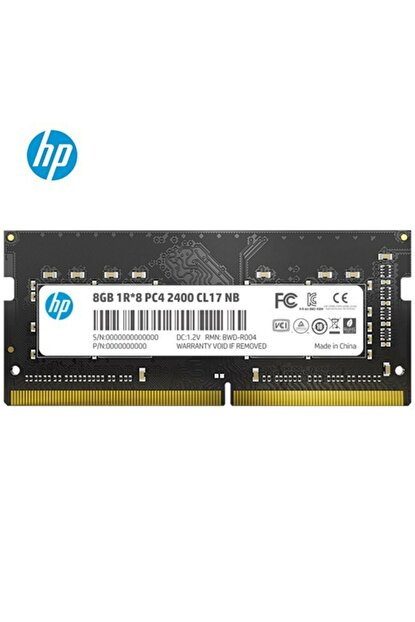 hp
hp
8GB 1R*8 PC4 2400 CL17 NB
S/N:0000000000000
P/N:0000000000
DC:1.2V RMN: BWD-R004
WARRANTY VOID IF REMOVED
FC
CE
VCI
Made in China